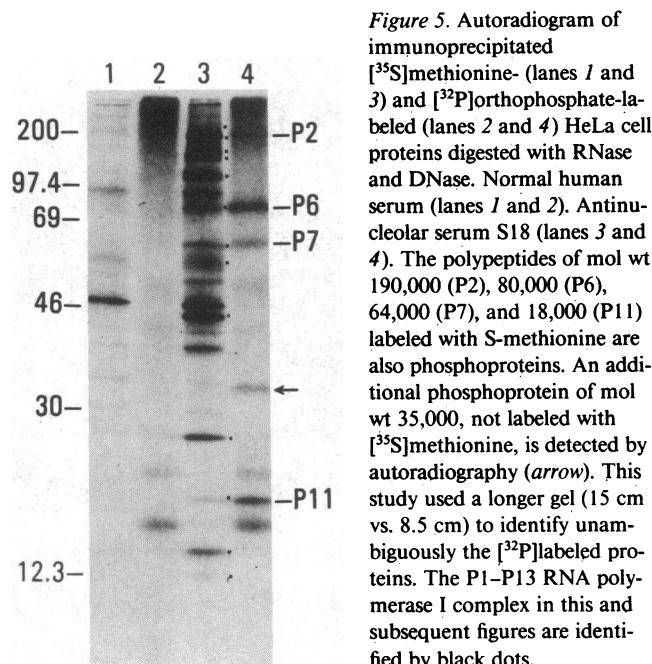 1 2 3 4
200–
–P2
97.4–
–P6
69–
–P7
46–
30–
←
–P11
12.3–
Figure 5. Autoradiogram of
immunoprecipitated
[³⁵S]methionine- (lanes 1 and
3) and [³²P]orthophosphate-la-
beled (lanes 2 and 4) HeLa cell
proteins digested with RNase
and DNase. Normal human
serum (lanes 1 and 2). Antinu-
cleolar serum S18 (lanes 3 and
4). The polypeptides of mol wt
190,000 (P2), 80,000 (P6),
64,000 (P7), and 18,000 (P11)
labeled with S-methionine are
also phosphoproteins. An addi-
tional phosphoprotein of mol
wt 35,000, not labeled with
[³⁵S]methionine, is detected by
autoradiography (arrow). This
study used a longer gel (15 cm
vs. 8.5 cm) to identify unam-
biguously the [³²P]labeled pro-
teins. The P1–P13 RNA poly-
merase I complex in this and
subsequent figures are identi-
fied by black dots.